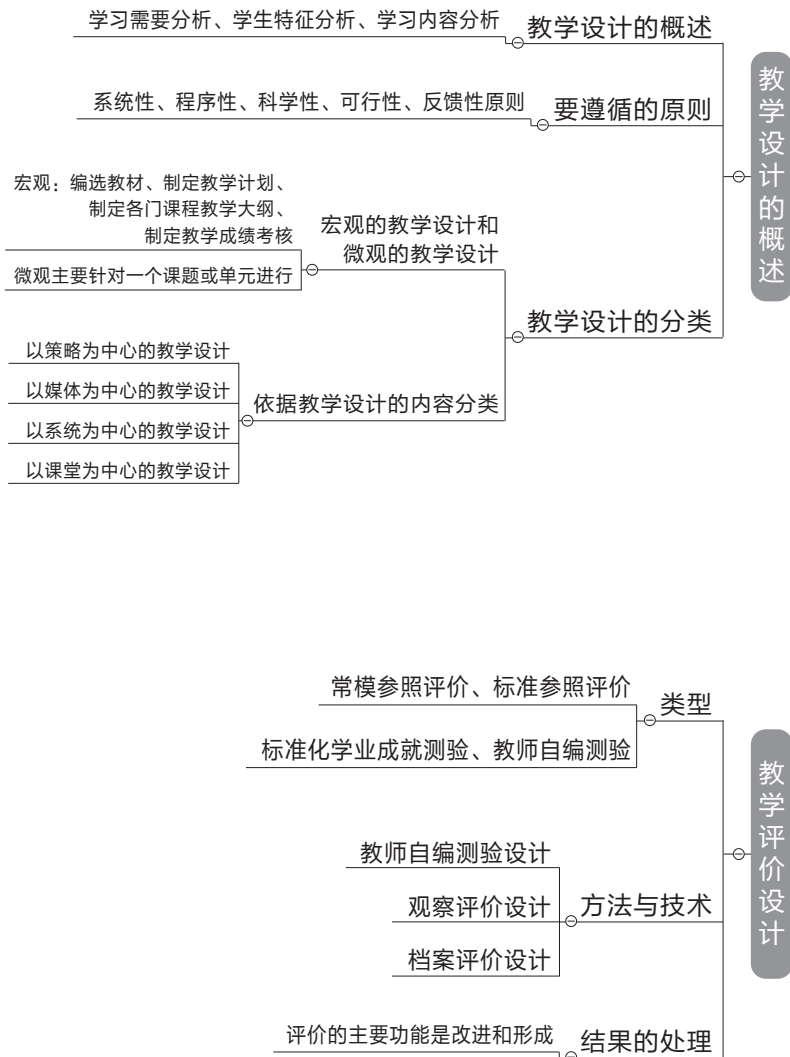 教学设计的概述
教学设计的概述
学习需要分析、学生特征分析、学习内容分析
要遵循的原则
系统性、程序性、科学性、可行性、反馈性原则
教学设计的分类
宏观的教学设计和
微观的教学设计
宏观：编选教材、制定教学计划、
制定各门课程教学大纲、
制定教学成绩考核
微观主要针对一个课题或单元进行
依据教学设计的内容分类
以策略为中心的教学设计
以媒体为中心的教学设计
以系统为中心的教学设计
以课堂为中心的教学设计
教学评价设计
类型
常模参照评价、标准参照评价
标准化学业成就测验、教师自编测验
方法与技术
教师自编测验设计
观察评价设计
档案评价设计
结果的处理
评价的主要功能是改进和形成